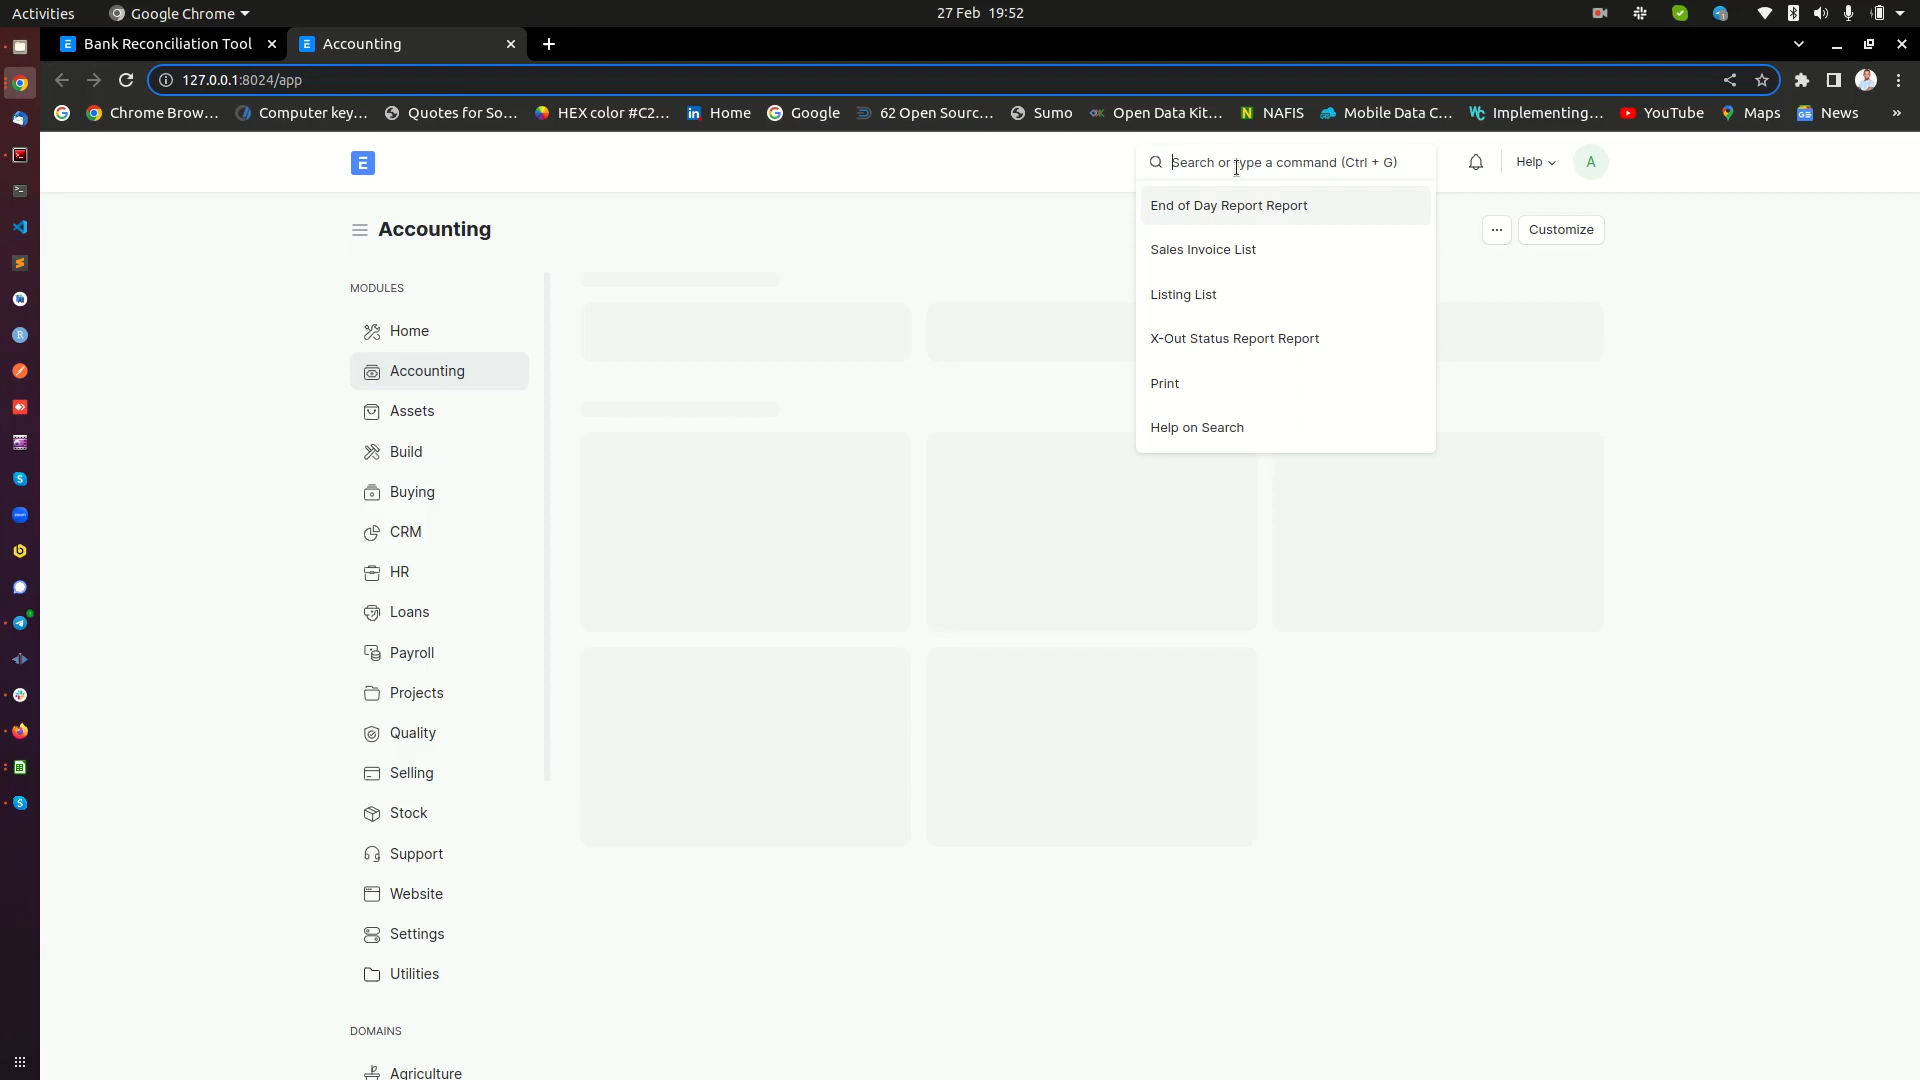 Activities
Google Chrome
27 Feb 19:52
Bank Reconciliation Tool
Accounting
127.0.0.1:8024/app
Chrome Brow...
Computer key...
Quotes for So...
HEX color #C2...
Home
Google
62 Open Sourc...
Sumo
Open Data Kit...
NAFIS
Mobile Data C...
Implementing...
YouTube
Maps
News
»
E
Search or type a command (Ctrl + G)
Help
A
End of Day Report Report
Sales Invoice List
Listing List
X-Out Status Report Report
Print
Help on Search
Accounting
Customize
MODULES
Home
Accounting
Assets
Build
Buying
CRM
HR
Loans
Payroll
Projects
Quality
Selling
Stock
Support
Website
Settings
Utilities
DOMAINS
Agriculture